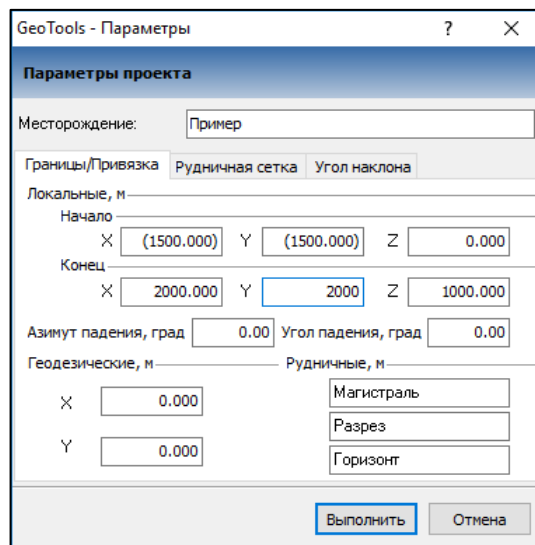 GeoTools - Параметры ? ×
Параметры проекта
Месторождение: Пример
Границы/Привязка Рудничная сетка Угол наклона
Локальные, м
Начало
X (1500.000) Y (1500.000) Z 0.000
Конец
X 2000.000 Y 2000 Z 1000.000
Азимут падения, град 0.00 Угол падения, град 0.00
Геодезические, м Рудничные, м
X 0.000 Магистраль
Разрез
Y 0.000 Горизонт
Выполнить Отмена